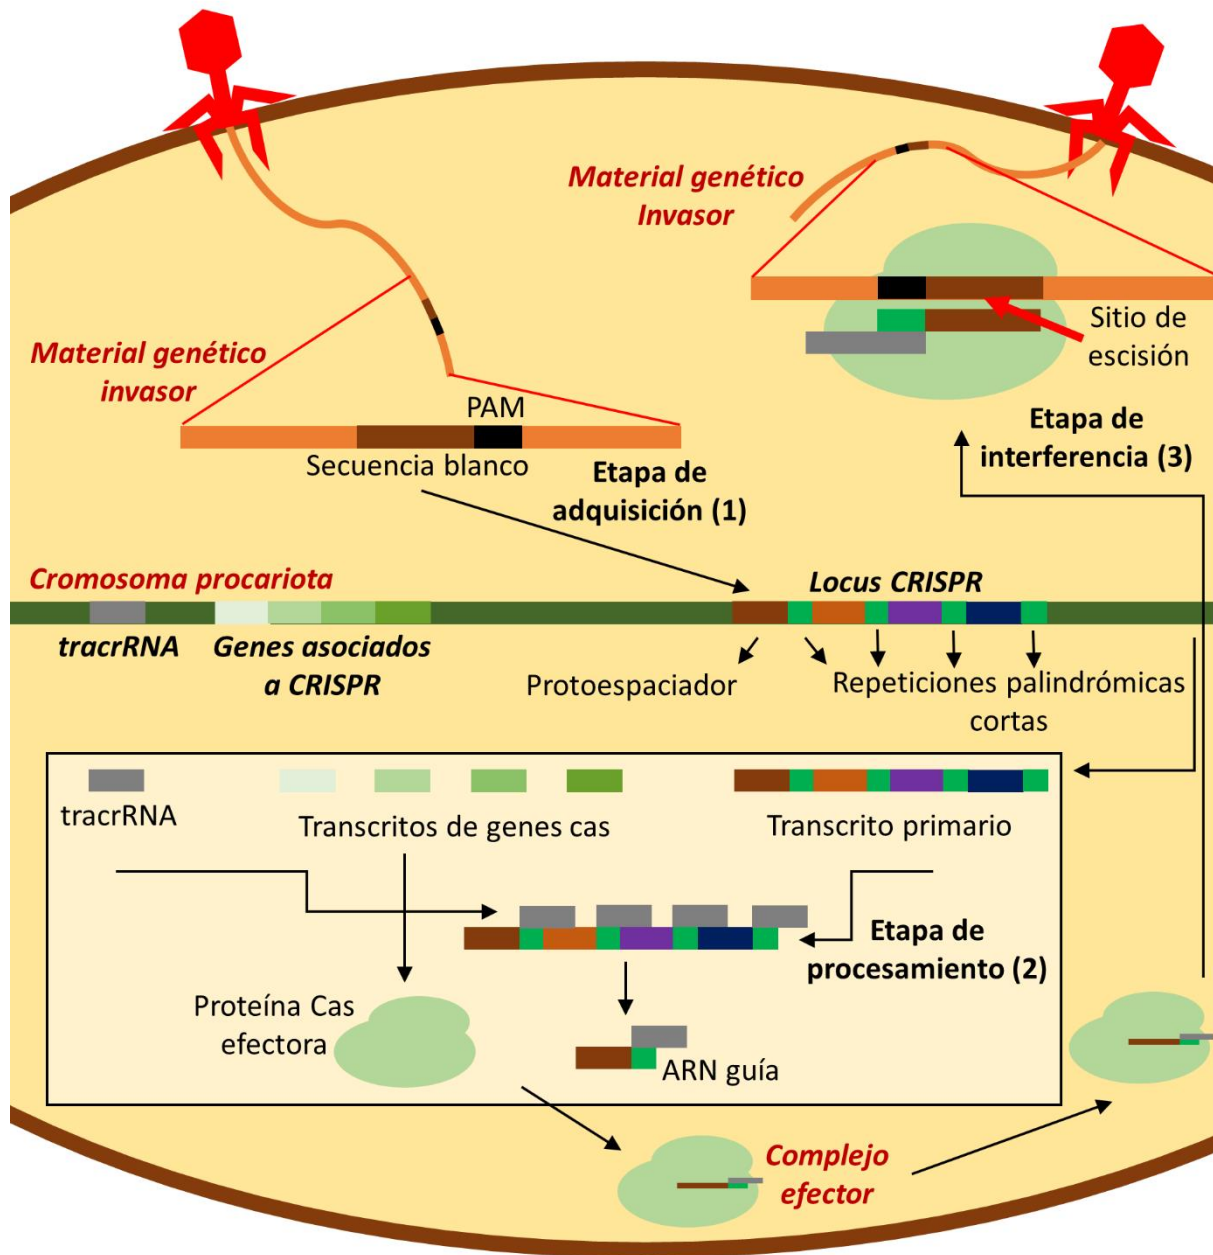 Material genético
Invasor
Material genético
invasor
Sitio de
escisión
PAM
Secuencia blanco
Etapa de
adquisición (1)
Etapa de
interferencia (3)
Cromosoma procariota
Locus CRISPR
tracrRNA
Genes asociados
a CRISPR
Protoespaciador
Repeticiones palindrómicas
cortas
tracrRNA
Transcritos de genes cas
Transcrito primario
Etapa de
procesamiento (2)
Proteína Cas
efectora
ARN guía
Complejo
efector